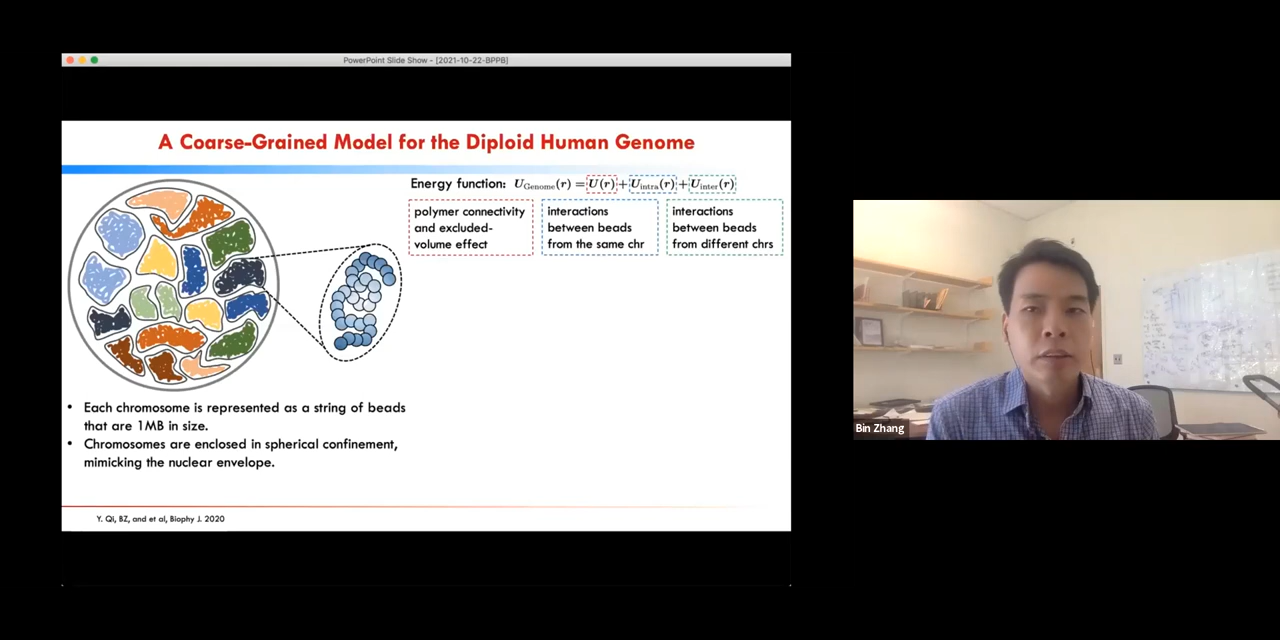 PowerPoint Slide Show - [2021-10-22-BPPB]
A Coarse-Grained Model for the Diploid Human Genome
Energy function: U_Genome(r) = U(r) + U_intra(r) + U_inter(r)
polymer connectivity
and excluded-
volume effect
interactions
between beads
from the same chr
interactions
between beads
from different chrs
• Each chromosome is represented as a string of beads
that are 1MB in size.
• Chromosomes are enclosed in spherical confinement,
mimicking the nuclear envelope.
Y. Qi, BZ, and et al, Biophy J. 2020
Bin Zhang